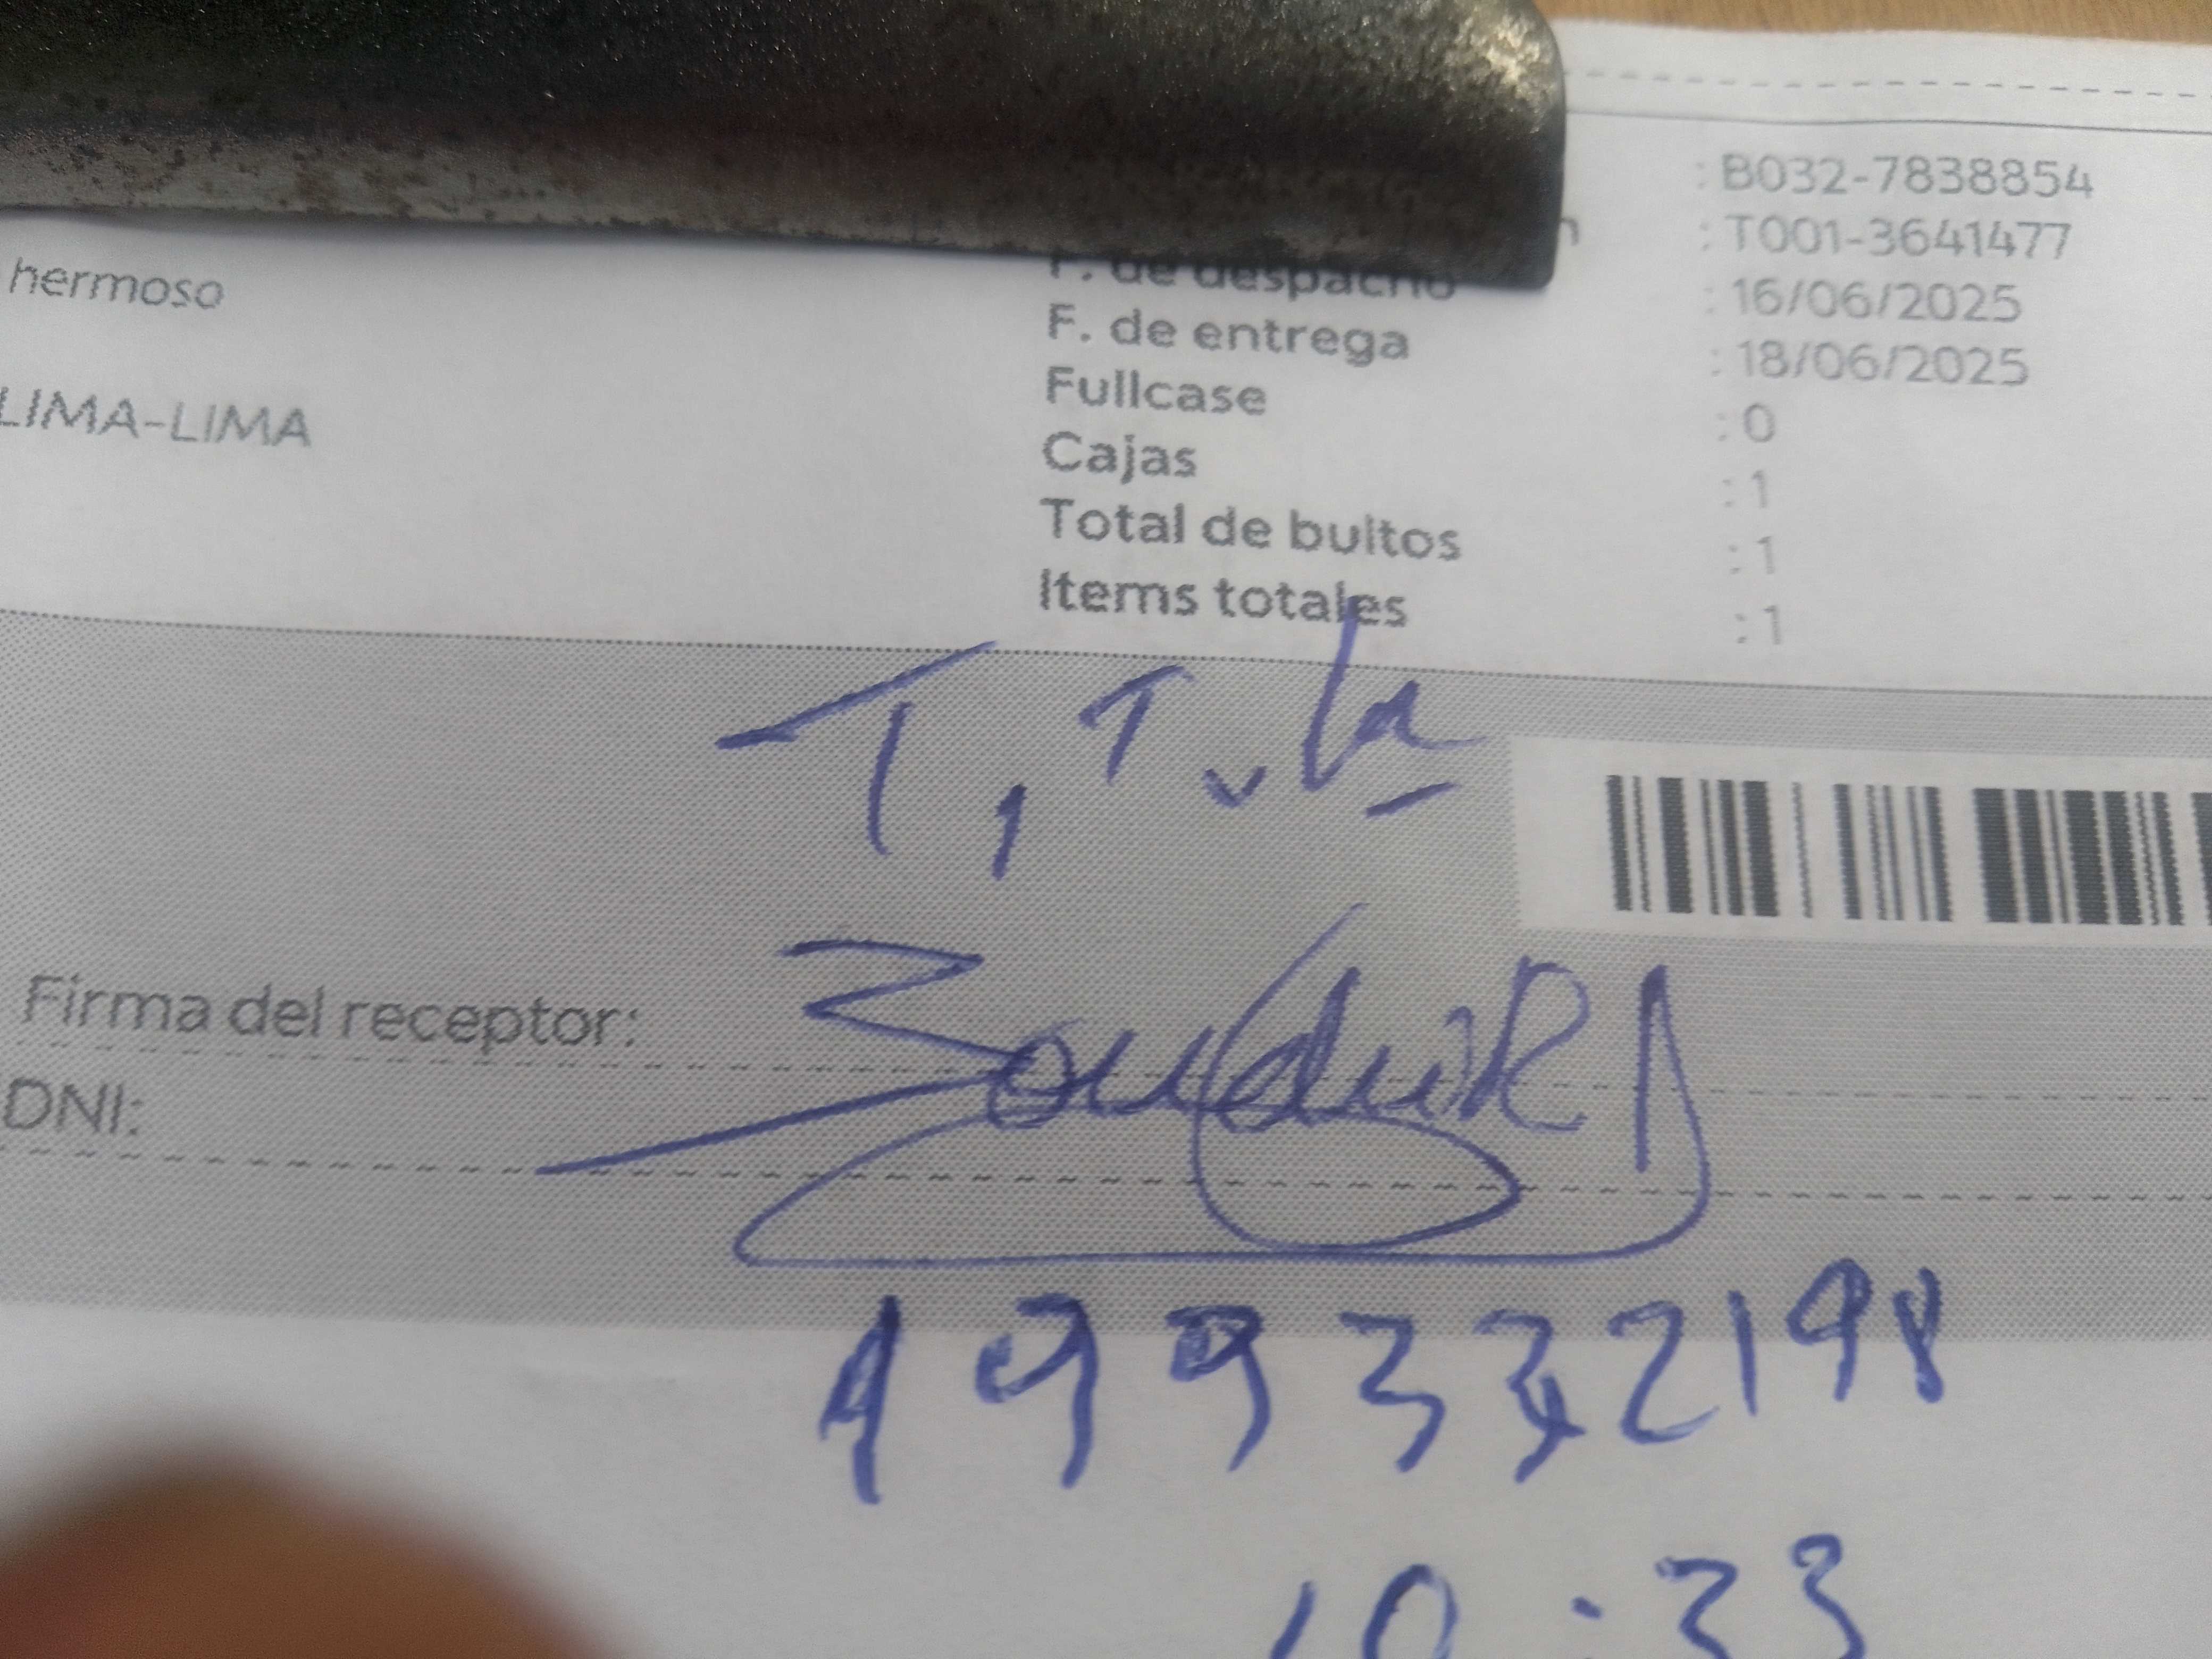 : B032-7838854
n : T001-3641477
hermoso
F. de despacho : 16/06/2025
F. de entrega : 18/06/2025
LIMA-LIMA
Fullcase : 0
Cajas : 1
Total de bultos : 1
Items totales : 1
Firma del receptor:
DNI:
10:33